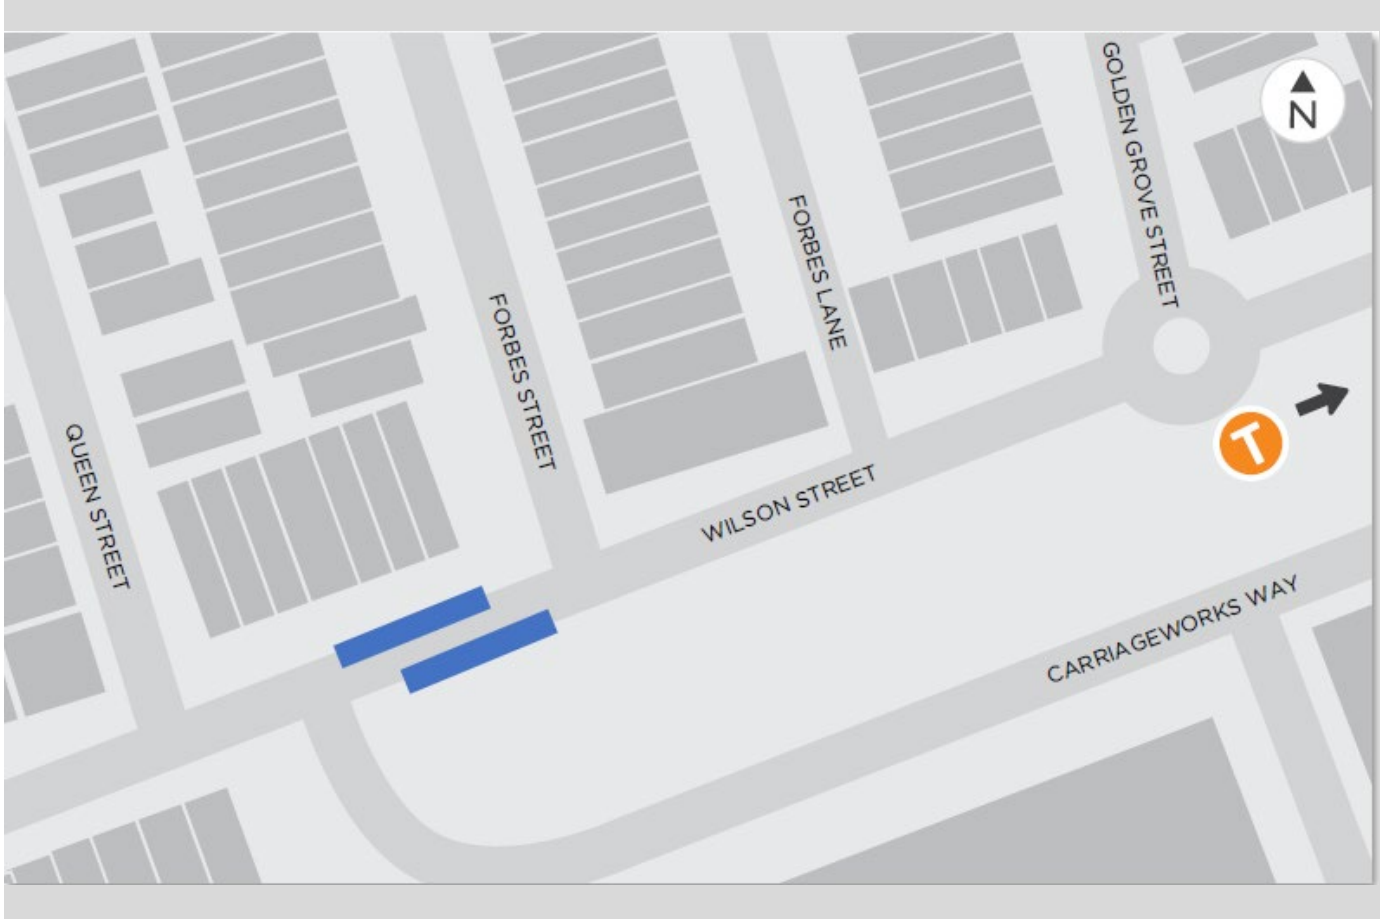 GOLDEN GROVE STREET
N
FORBES LANE
FORBES STREET
QUEEN STREET
WILSON STREET
T
CARRIAGEWORKS WAY